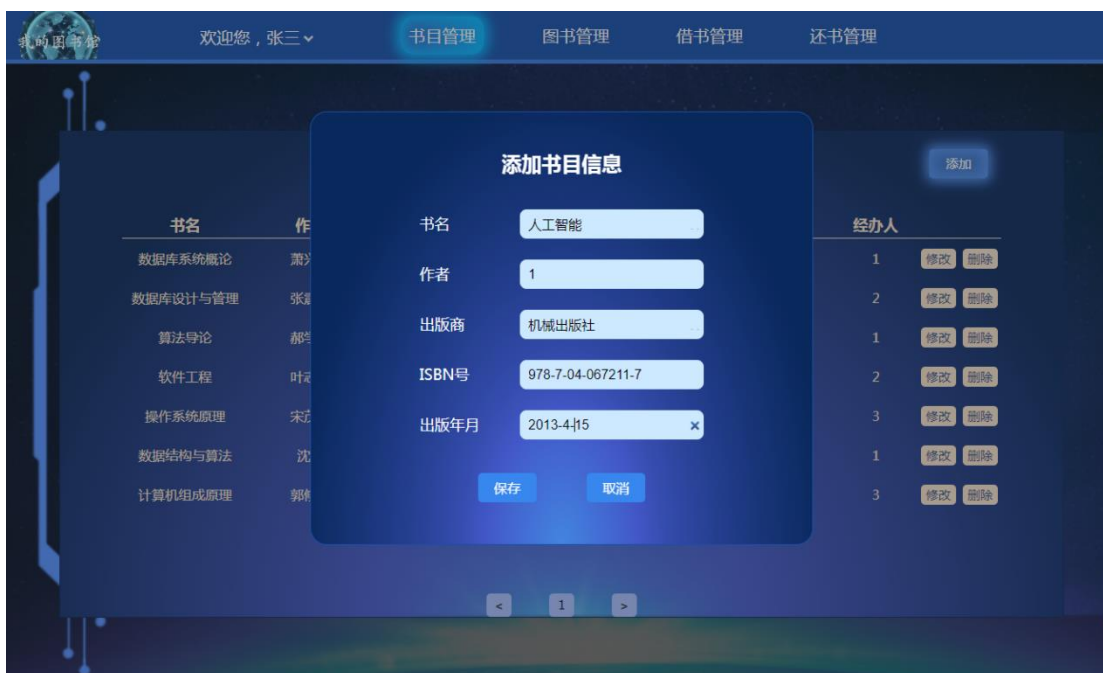 我的图书馆 欢迎您，张三 书目管理 图书管理 借书管理 还书管理
添加
添加书目信息
书名 人工智能
作者 1
出版商 机械出版社
ISBN号 978-7-04-067211-7
出版年月 2013-4-15 ×
保存 取消
书名 作 经办人
数据库系统概论 萧 1 修改 删除
数据库设计与管理 张 2 修改 删除
算法导论 郝 1 修改 删除
软件工程 叶 2 修改 删除
操作系统原理 宋 3 修改 删除
数据结构与算法 沈 1 修改 删除
计算机组成原理 郭 3 修改 删除
< 1 >